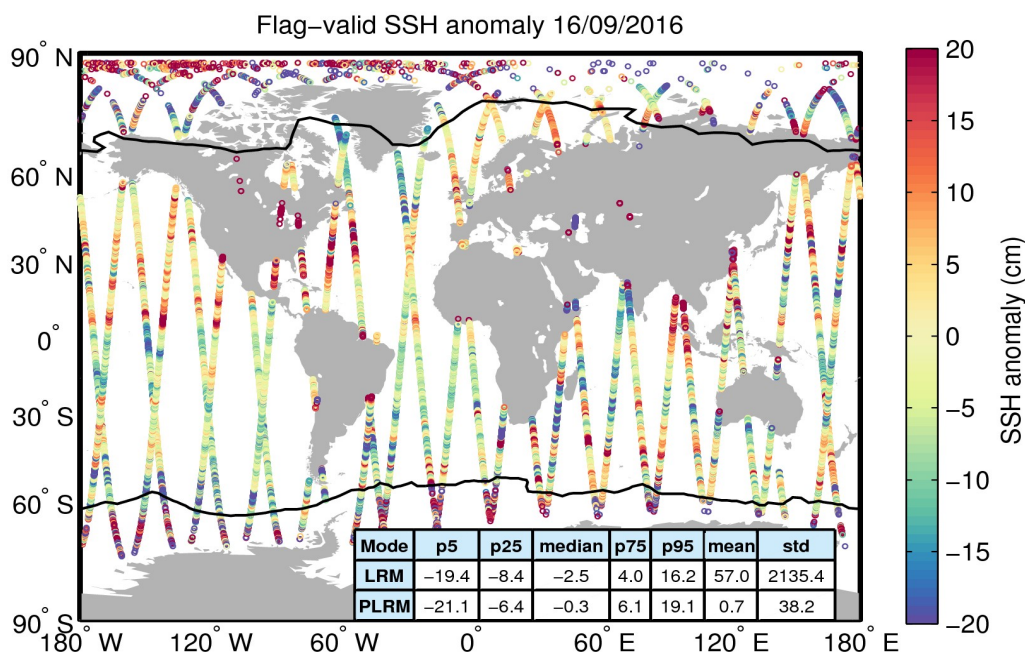 Flag−valid SSH anomaly 16/09/2016
90° N
60° N
30° N
0°
30° S
60° S
90° S
180° W
120° W
60° W
0°
60° E
120° E
180° E
Mode p5 p25 median p75 p95 mean std
LRM −19.4 −8.4 −2.5 4.0 16.2 57.0 2135.4
PLRM −21.1 −6.4 −0.3 6.1 19.1 0.7 38.2
20
15
10
5
0
−5
−10
−15
−20
SSH anomaly (cm)